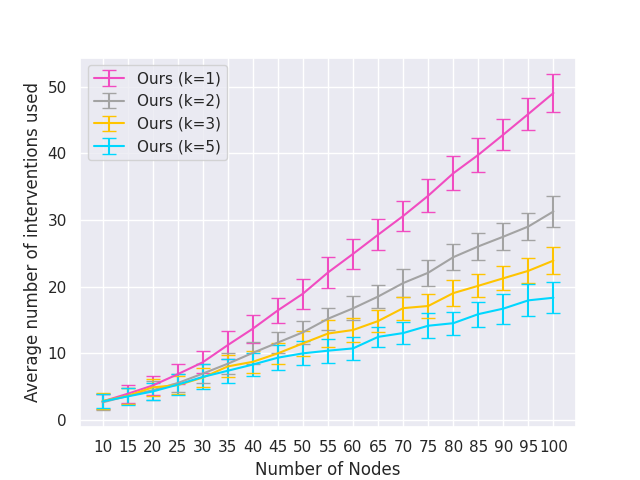 Ours (k=1)
Ours (k=2)
Ours (k=3)
Ours (k=5)
Average number of interventions used
50
40
30
20
10
0
10 15 20 25 30 35 40 45 50 55 60 65 70 75 80 85 90 95 100
Number of Nodes